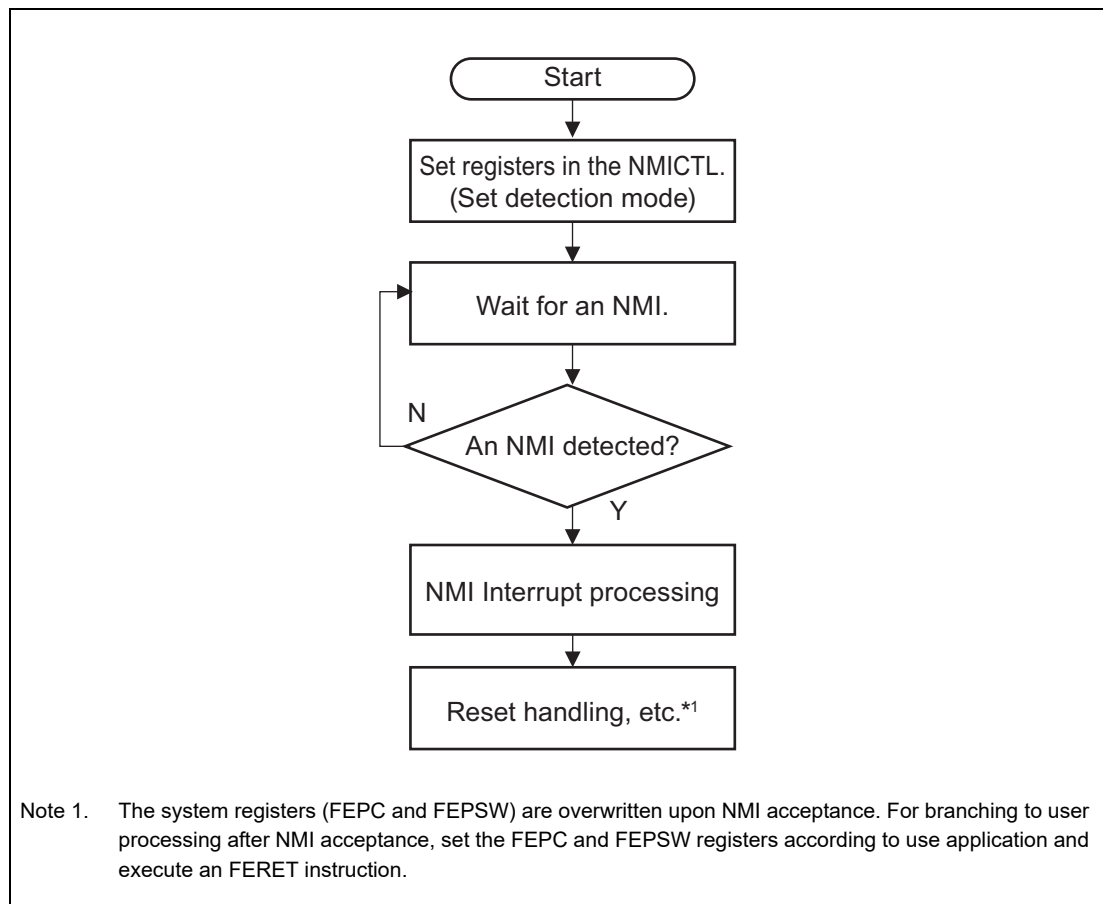 Start
Set registers in the NMICTL.
(Set detection mode)
Wait for an NMI.
N
An NMI detected?
Y
NMI Interrupt processing
Reset handling, etc.*1
Note 1. The system registers (FEPC and FEPSW) are overwritten upon NMI acceptance. For branching to user
processing after NMI acceptance, set the FEPC and FEPSW registers according to use application and
execute an FERET instruction.